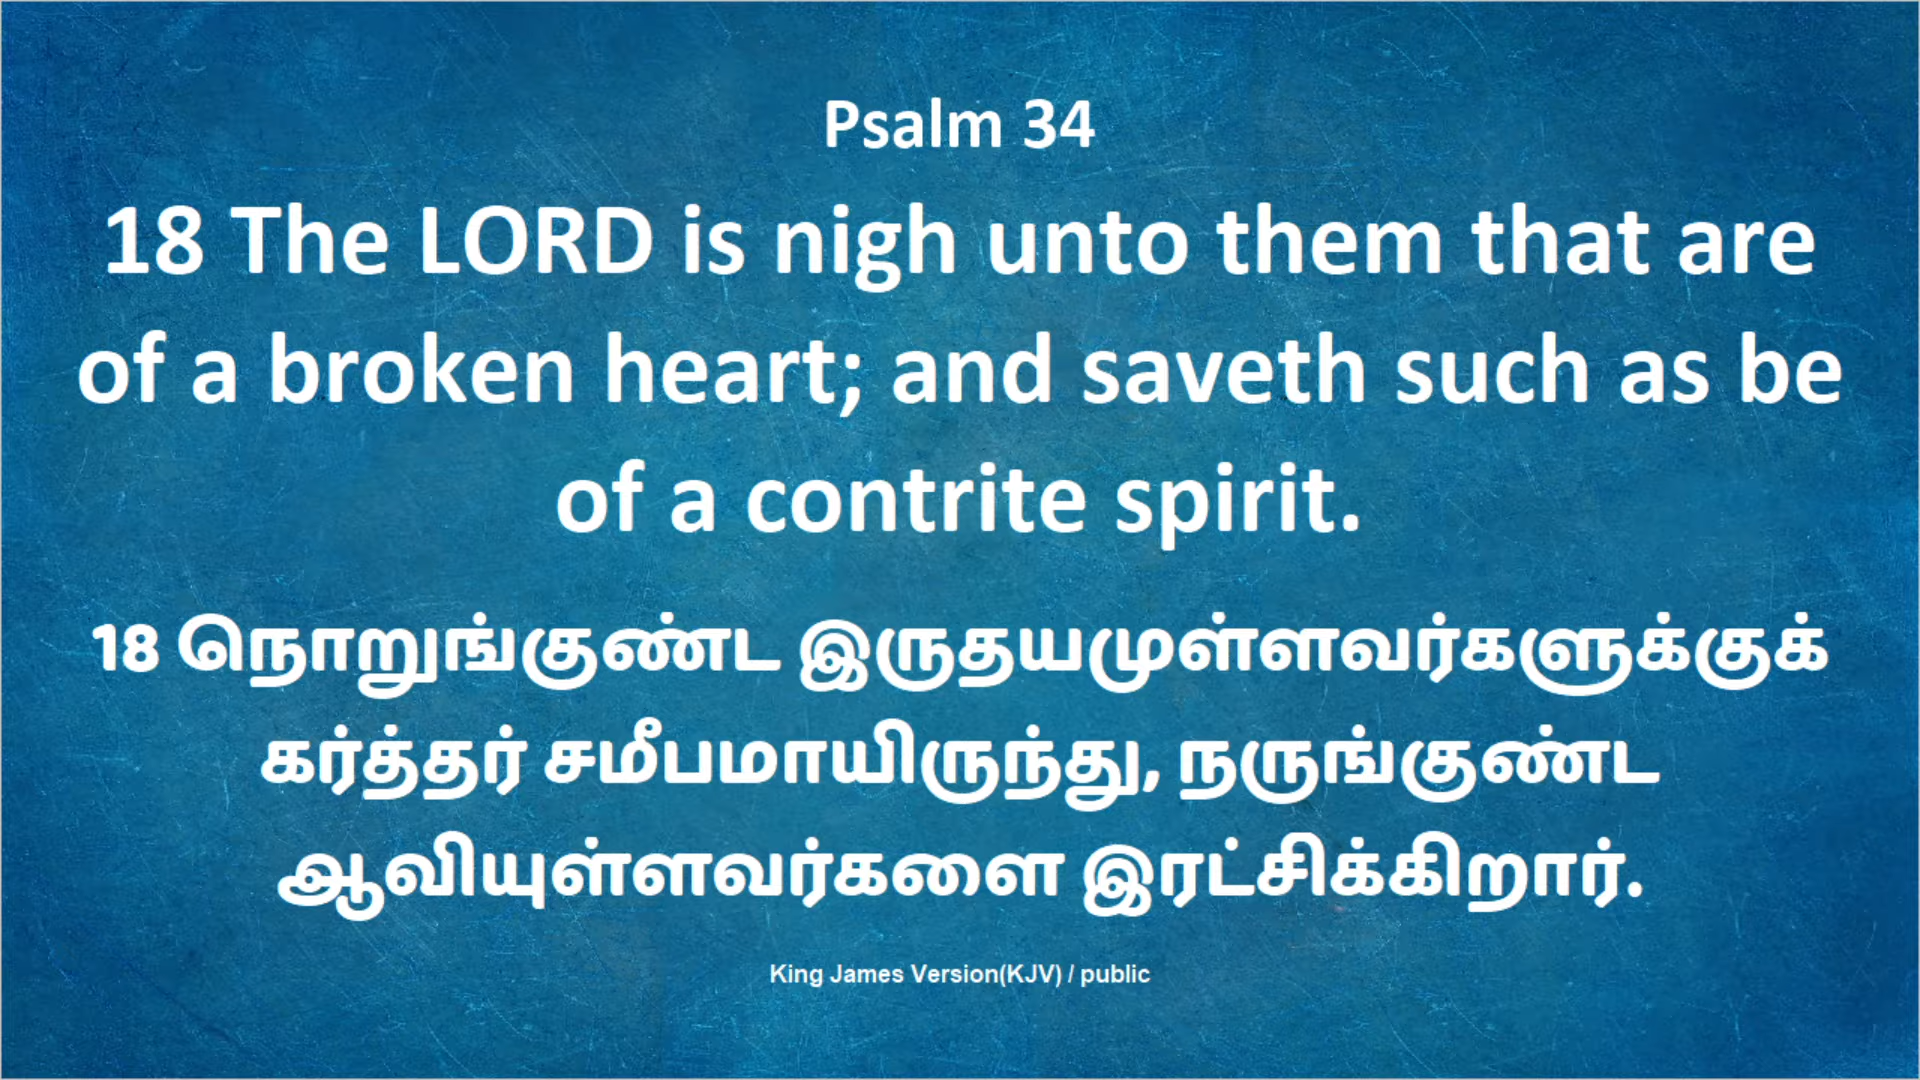 Psalm 34
18 The LORD is nigh unto them that are
of a broken heart; and saveth such as be
of a contrite spirit.
18 நொறுங்குண்ட இருதயமுள்ளவர்களுக்குக்
கர்த்தர் சமீபமாயிருந்து, நருங்குண்ட
ஆவியுள்ளவர்களை இரட்சிக்கிறார்.
King James Version(KJV) / public